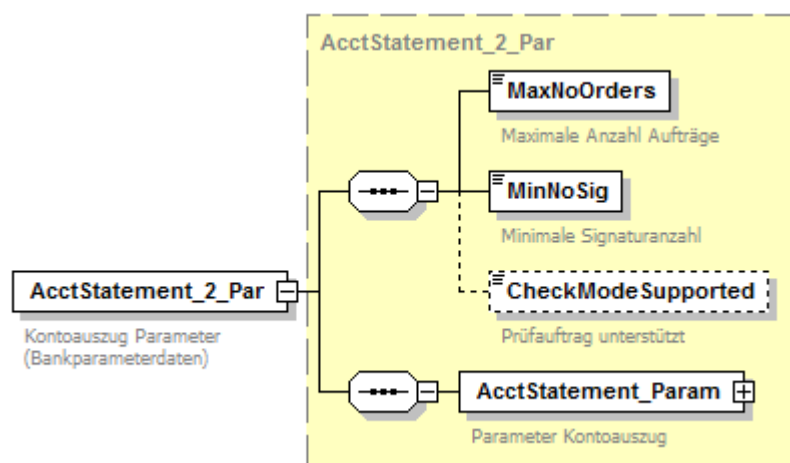 AcctStatement_2_Par
MaxNoOrders
Maximale Anzahl Aufträge
MinNoSig
Minimale Signaturanzahl
AcctStatement_2_Par
CheckModeSupported
Kontoauszug Parameter
(Bankparameterdaten)
Prüfauftrag unterstützt
AcctStatement_Param
Parameter Kontoauszug